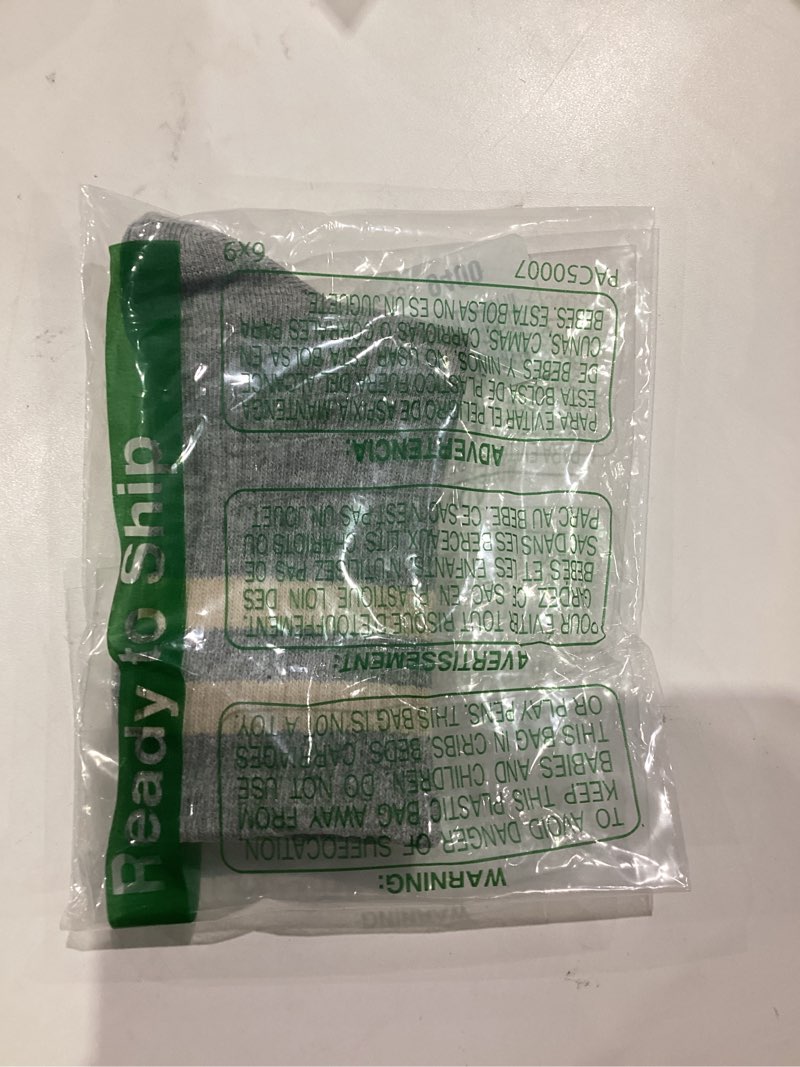 Ready to Ship
WARNING:
TO AVOID DANGER OF SUFFOCATION
KEEP THIS PLASTIC BAG AWAY FROM
BABIES AND CHILDREN. DO NOT USE
THIS BAG IN CRIBS, BEDS, CARRIAGES
OR PLAY PENS. THIS BAG IS NOT A TOY.
AVERTISSEMENT:
POUR ÉVITR TOUT RISQUE D'ETOUFFEMENT,
GARDEZ CE SAC EN PLASTIQUE LOIN DES
BÉBES ET LES ENFANTS. N'UTILISEZ PAS CE
SAC DANS LES BERCEAUX, LITS, CHARIOTS OU
PARC AU BEBE. CE SAC N'EST PAS UN JOUET.
ADVERTENCIA:
PARA EVITAR EL PELIGRO DE ASFIXIA, MANTENGA
ESTA BOLSA DE PLASTICO FUERA DEL ALCANCE
DE BEBES Y NINOS. NO USAR ESTA BOLSA EN
CUNAS, CAMAS, CARRIOLAS O CORRALES PARA
BEBES. ESTA BOLSA NO ES UN JUGUETE
PAC50007 6x9
WARNING: